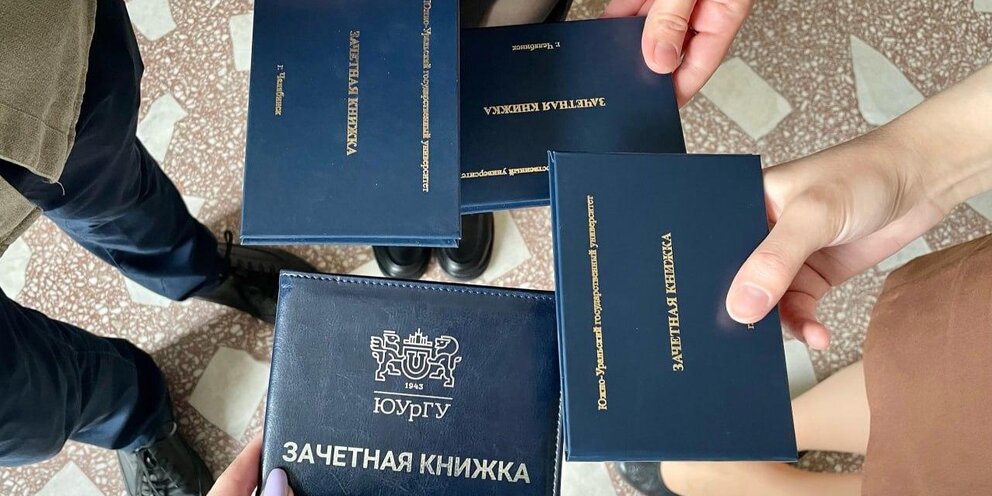 Южно-Уральский государственный университет
ЗАЧЕТНАЯ КНИЖКА
г. Челябинск
г. Челябинск
ЗАЧЕТНАЯ КНИЖКА
университет
Южно-Уральский государственный университет
ЗАЧЕТНАЯ КНИЖКА
г.
1943
ЮУрГУ
ЗАЧЕТНАЯ КНИЖКА